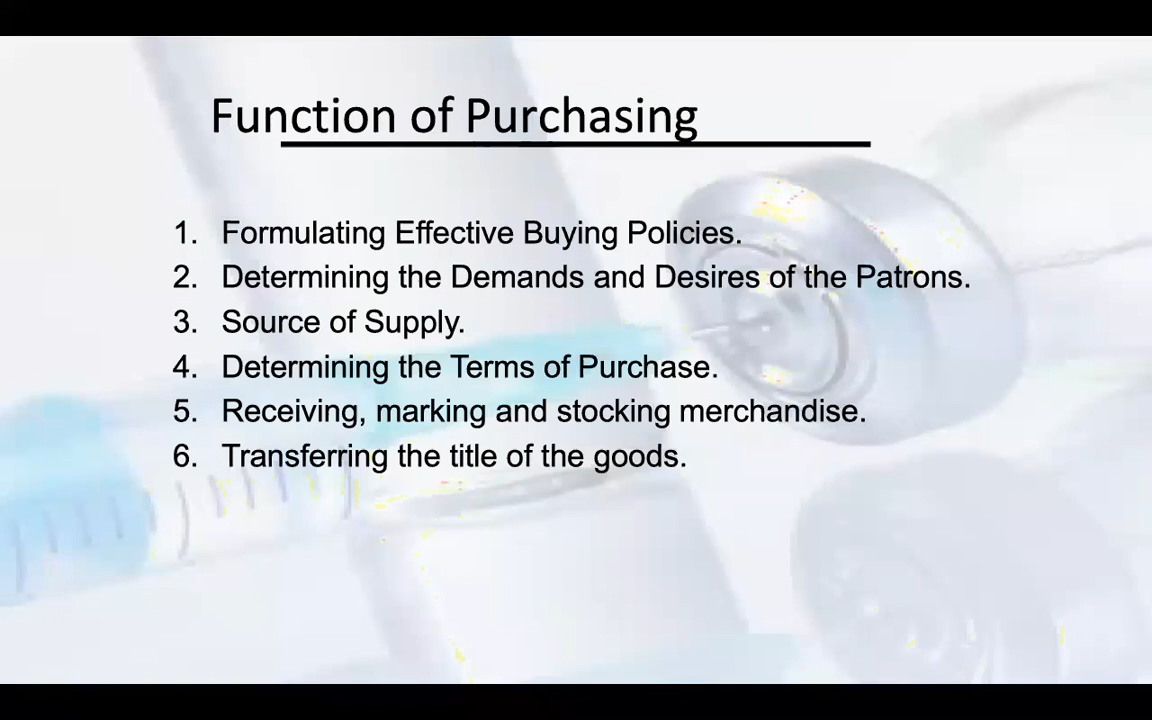 Function of Purchasing
1. Formulating Effective Buying Policies.
2. Determining the Demands and Desires of the Patrons.
3. Source of Supply.
4. Determining the Terms of Purchase.
5. Receiving, marking and stocking merchandise.
6. Transferring the title of the goods.